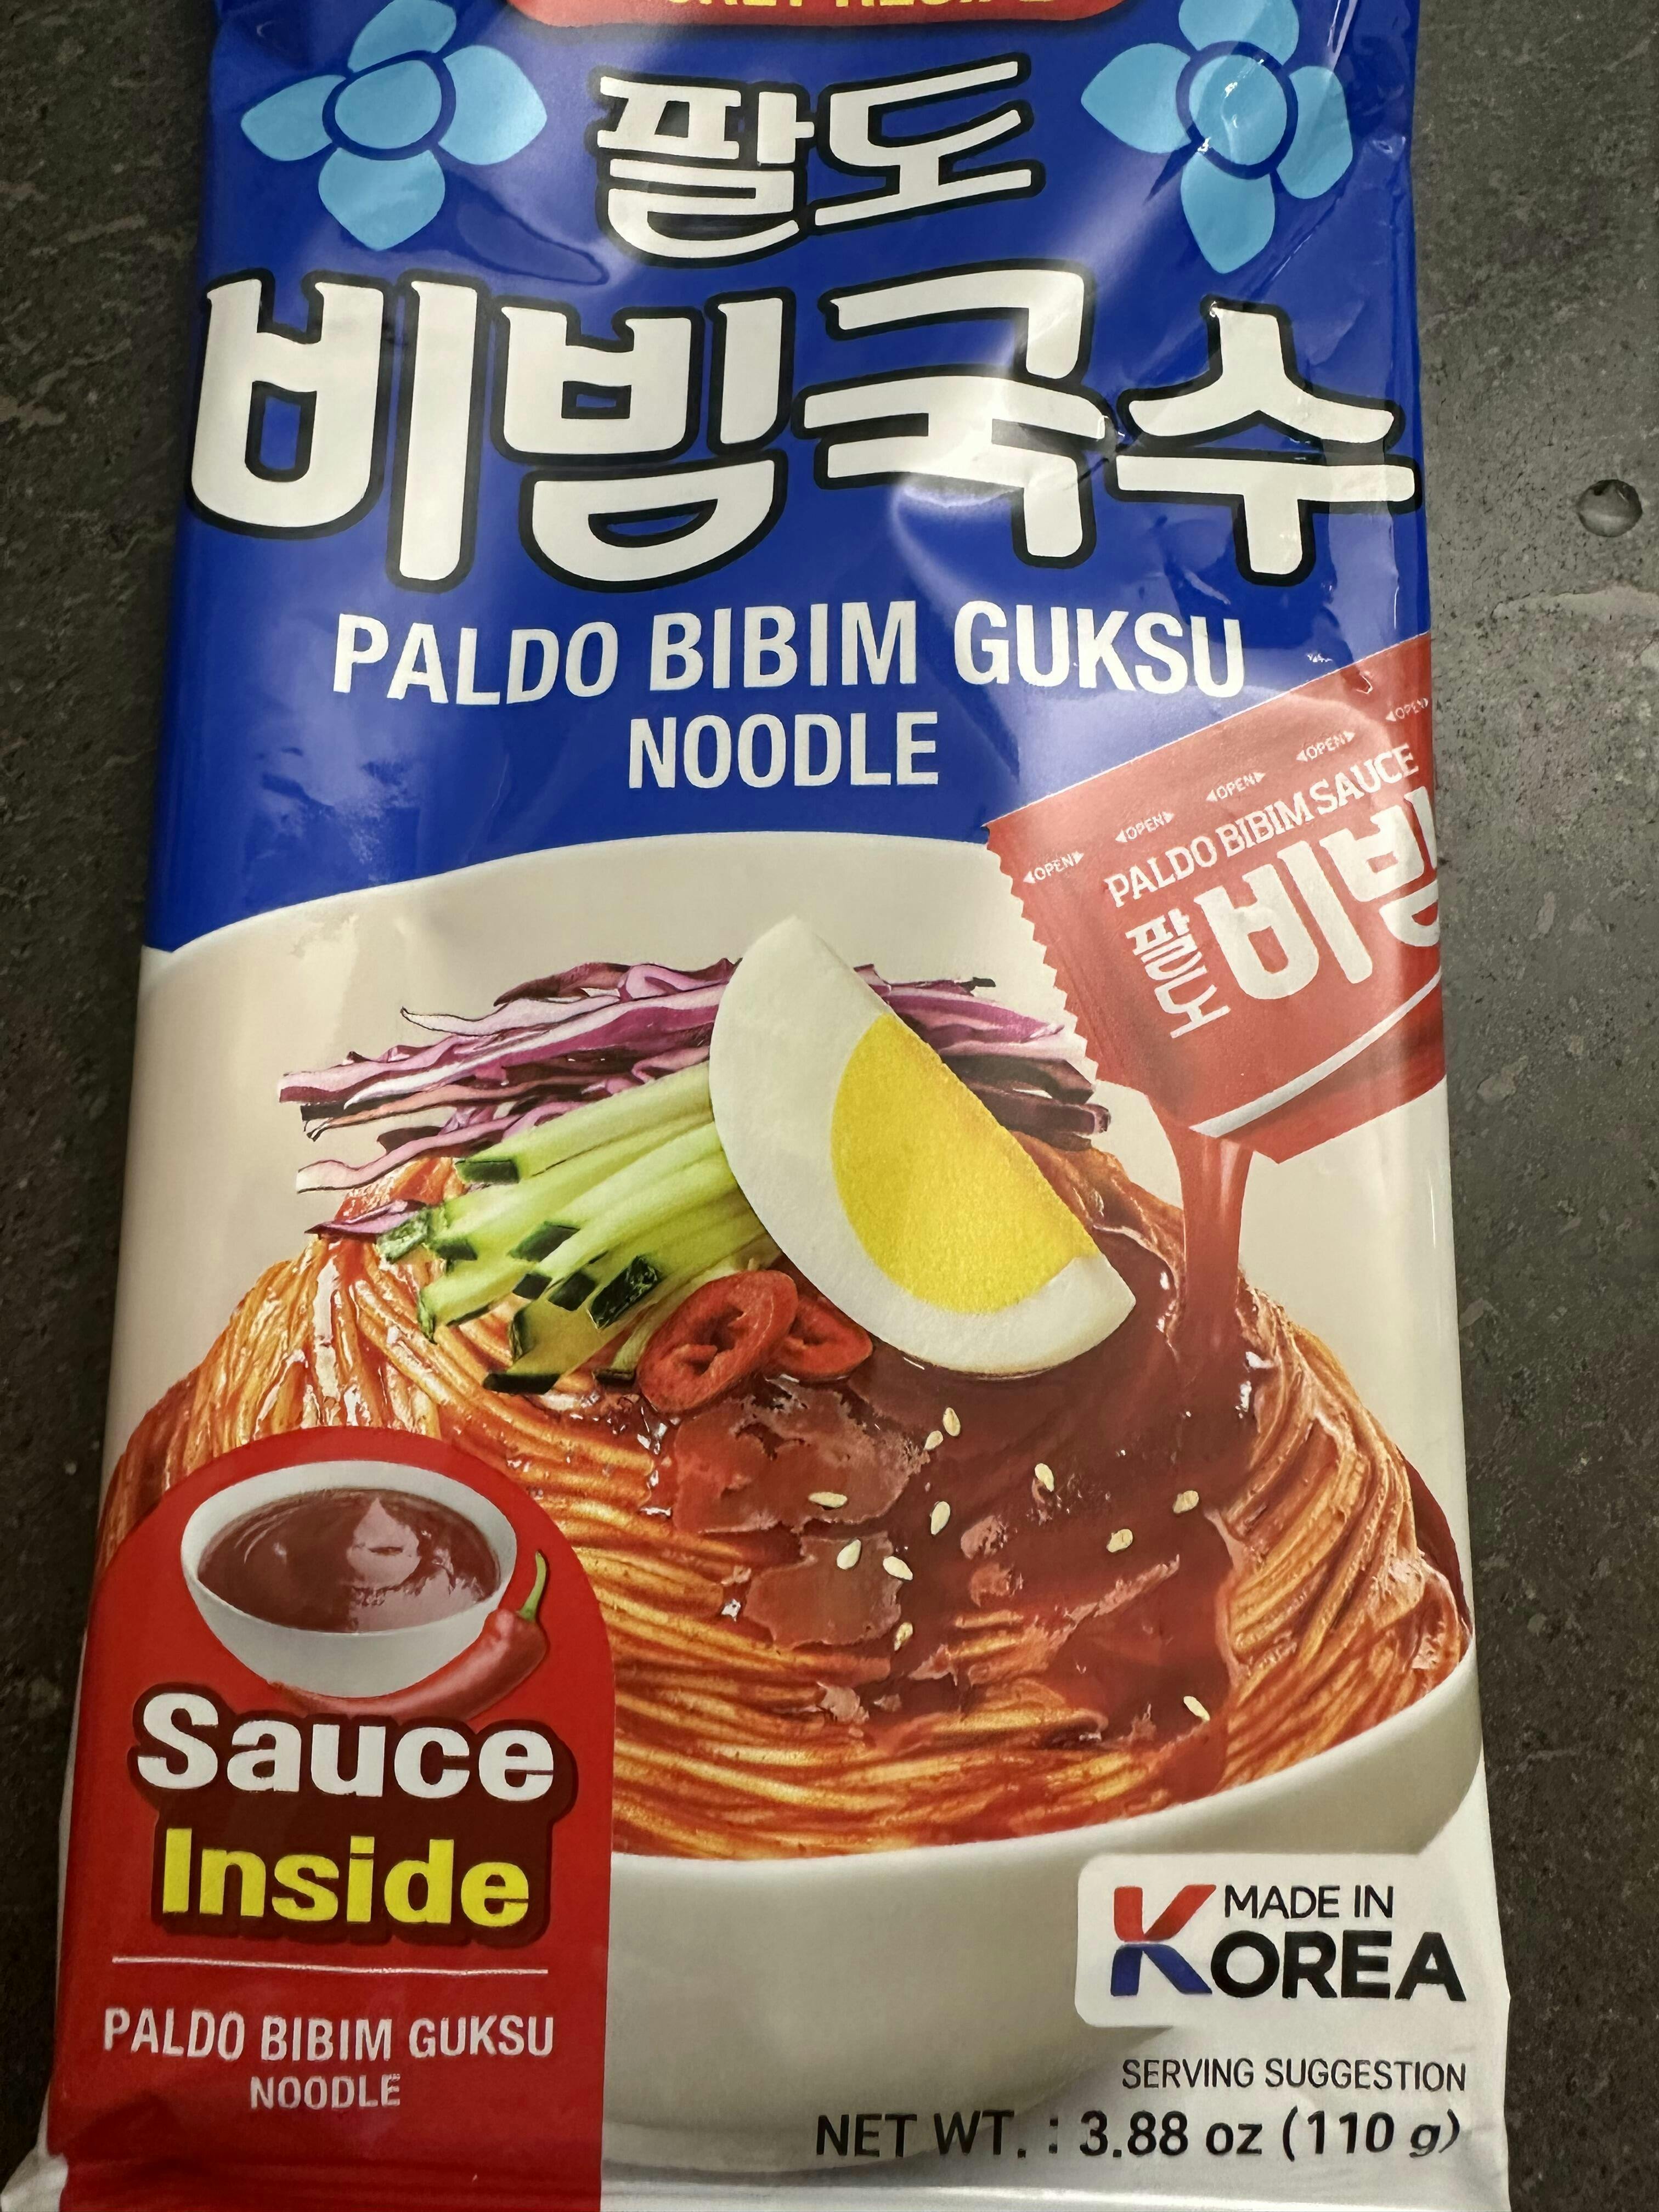 RECIPE
팔도
비빔국수
PALDO BIBIM GUKSU
NOODLE
◀OPEN▶ ◀OPEN▶ ◀OPEN▶ ◀OPEN▶ ◀OPEN▶
PALDO BIBIM SAUCE
팔도 비빔
Sauce
Inside
PALDO BIBIM GUKSU
NOODLE
MADE IN
KOREA
SERVING SUGGESTION
NET WT. : 3.88 oz (110 g)